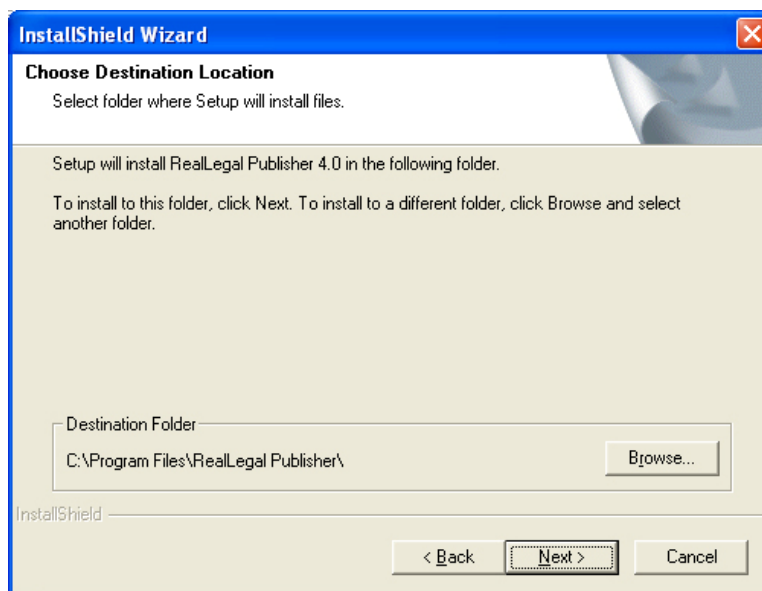 InstallShield Wizard
Choose Destination Location
Select folder where Setup will install files.
Setup will install RealLegal Publisher 4.0 in the following folder.
To install to this folder, click Next. To install to a different folder, click Browse and select
another folder.
Destination Folder
C:\Program Files\RealLegal Publisher\
Browse...
InstallShield
< Back
Next >
Cancel